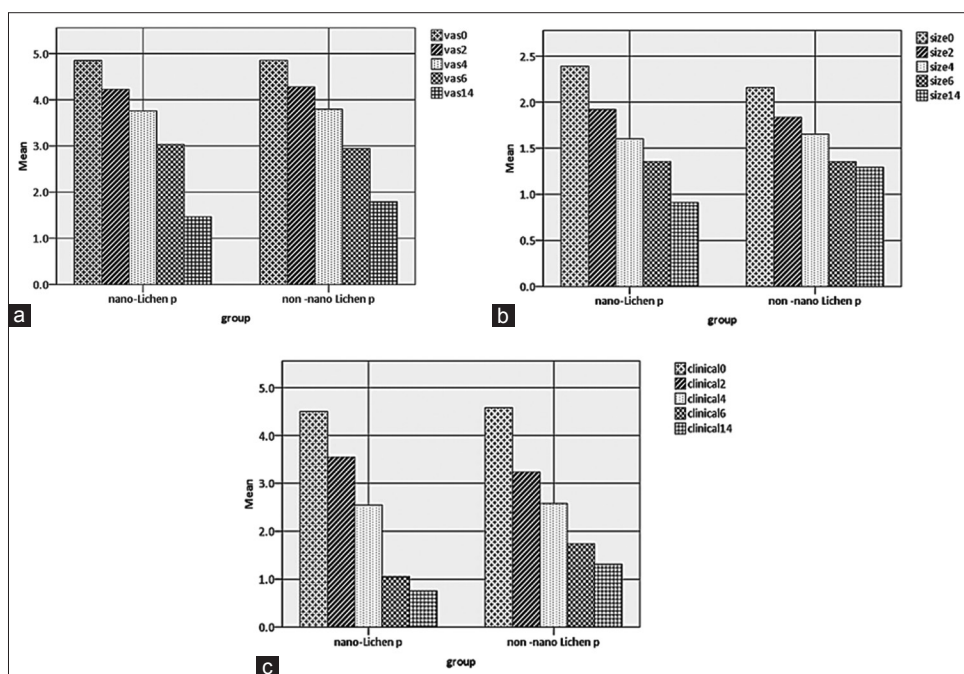 5.0
4.0
3.0
2.0
1.0
0.0
Mean
nano-Lichen p
non -nano Lichen p
group
vas0
vas2
vas4
vas6
vas14
a
2.5
2.0
1.5
1.0
0.5
0.0
Mean
nano-Lichen p
non -nano Lichen p
group
size0
size2
size4
size6
size14
b
5.0
4.0
3.0
2.0
1.0
0.0
Mean
nano-Lichen p
non -nano Lichen p
group
clinical0
clinical2
clinical4
clinical6
clinical14
c